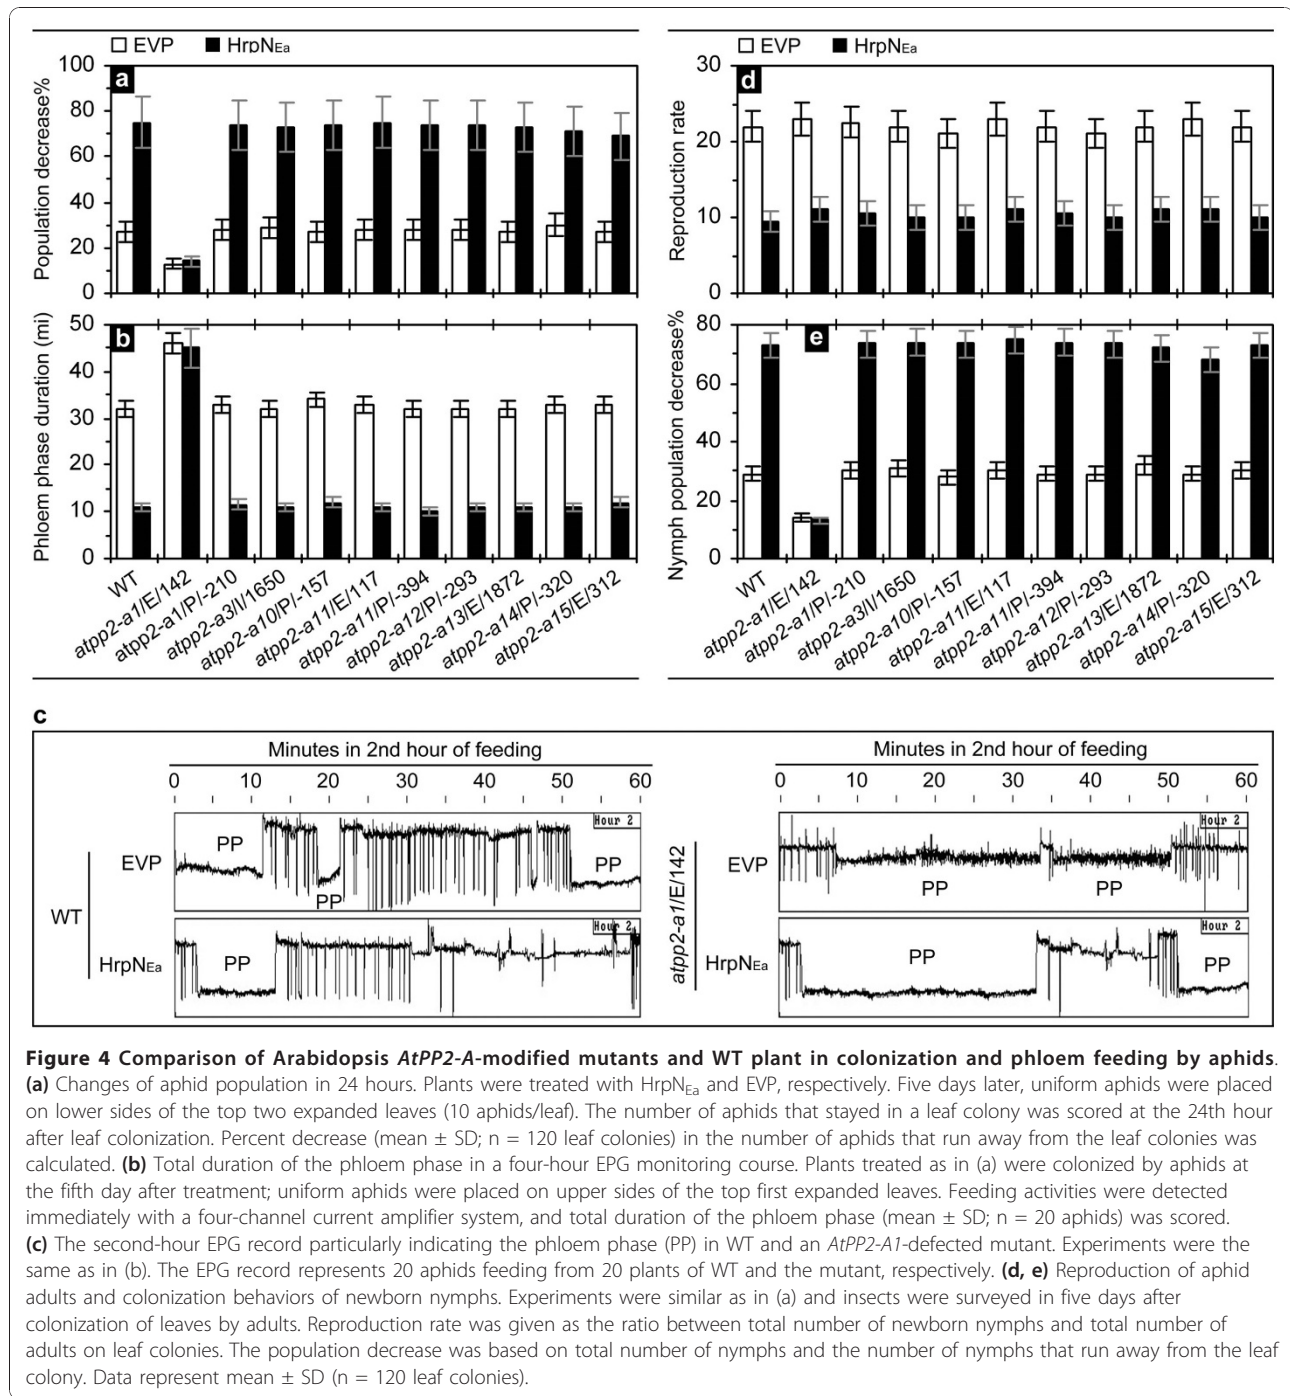 EVP HrpNEa
a
Population decrease%
100
80
60
40
20
0
b
Phloem phase duration (mi)
50
40
30
20
10
0
WT
atpp2-a1/E/142
atpp2-a1/P/-210
atpp2-a3/I/1650
atpp2-a10/P/-157
atpp2-a11/E/117
atpp2-a11/P/-394
atpp2-a12/P/-293
atpp2-a13/E/1872
atpp2-a14/P/-320
atpp2-a15/E/312
EVP HrpNEa
d
Reproduction rate
30
20
10
0
e
Nymph population decrease%
80
60
40
20
0
WT
atpp2-a1/E/142
atpp2-a1/P/-210
atpp2-a3/I/1650
atpp2-a10/P/-157
atpp2-a11/E/117
atpp2-a11/P/-394
atpp2-a12/P/-293
atpp2-a13/E/1872
atpp2-a14/P/-320
atpp2-a15/E/312
c
Minutes in 2nd hour of feeding
0 10 20 30 40 50 60
WT
EVP
PP PP PP
Hour 2
HrpNEa
PP
Hour 2
Minutes in 2nd hour of feeding
0 10 20 30 40 50 60
atpp2-a1/E/142
EVP
PP PP
Hour 2
HrpNEa
PP PP
Hour 2
Figure 4 Comparison of Arabidopsis AtPP2-A-modified mutants and WT plant in colonization and phloem feeding by aphids.
(a) Changes of aphid population in 24 hours. Plants were treated with HrpNEa and EVP, respectively. Five days later, uniform aphids were placed
on lower sides of the top two expanded leaves (10 aphids/leaf). The number of aphids that stayed in a leaf colony was scored at the 24th hour
after leaf colonization. Percent decrease (mean ± SD; n = 120 leaf colonies) in the number of aphids that run away from the leaf colonies was
calculated. (b) Total duration of the phloem phase in a four-hour EPG monitoring course. Plants treated as in (a) were colonized by aphids at
the fifth day after treatment; uniform aphids were placed on upper sides of the top first expanded leaves. Feeding activities were detected
immediately with a four-channel current amplifier system, and total duration of the phloem phase (mean ± SD; n = 20 aphids) was scored.
(c) The second-hour EPG record particularly indicating the phloem phase (PP) in WT and an AtPP2-A1-defected mutant. Experiments were the
same as in (b). The EPG record represents 20 aphids feeding from 20 plants of WT and the mutant, respectively. (d, e) Reproduction of aphid
adults and colonization behaviors of newborn nymphs. Experiments were similar as in (a) and insects were surveyed in five days after
colonization of leaves by adults. Reproduction rate was given as the ratio between total number of newborn nymphs and total number of
adults on leaf colonies. The population decrease was based on total number of nymphs and the number of nymphs that run away from the leaf
colony. Data represent mean ± SD (n = 120 leaf colonies).